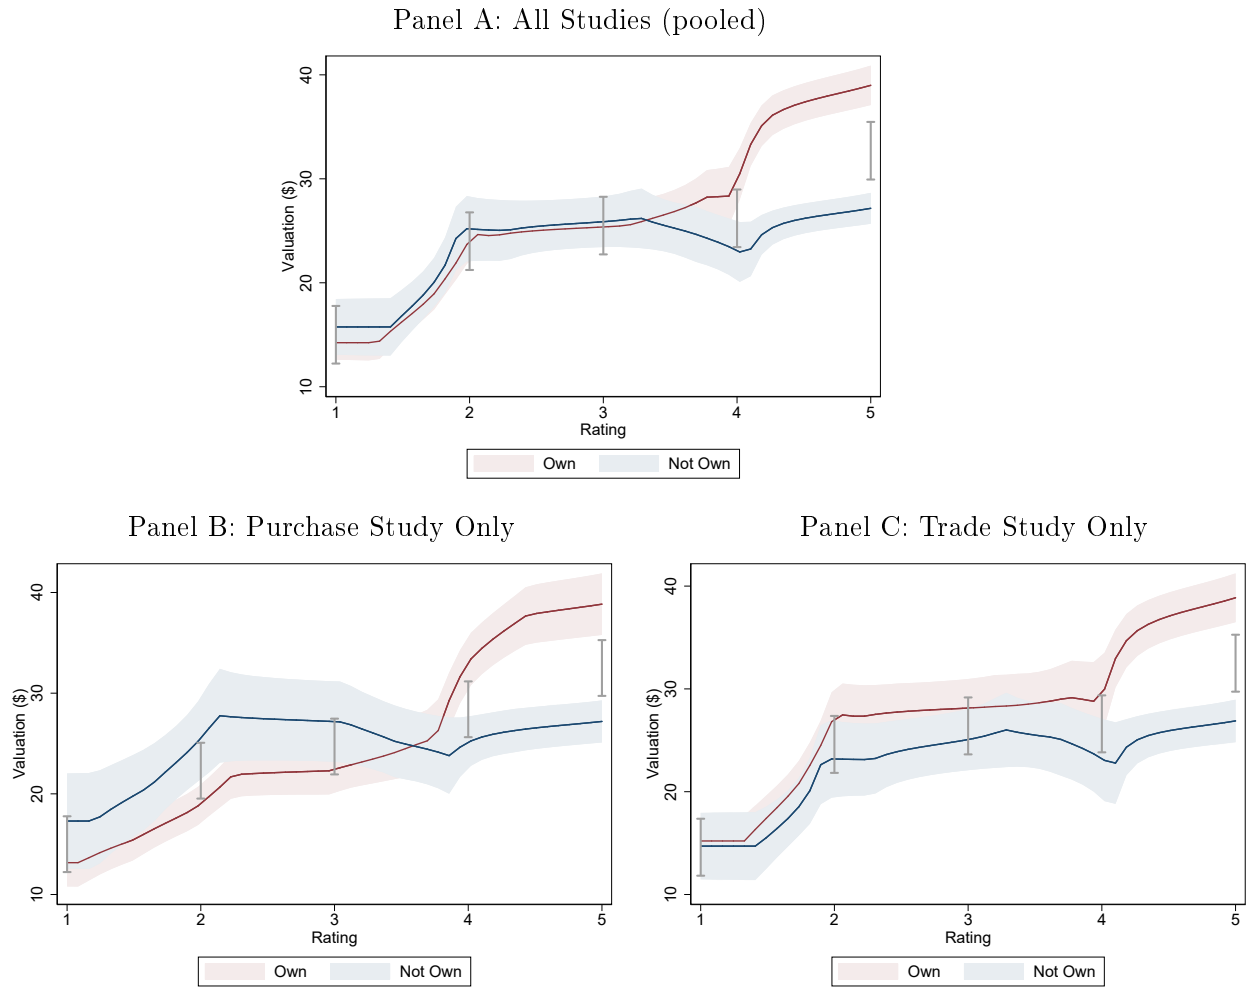 Panel A: All Studies (pooled)
Valuation ($)
40
30
20
10
1 2 3 4 5
Rating
Own Not Own
Panel B: Purchase Study Only
Valuation ($)
40
30
20
10
1 2 3 4 5
Rating
Own Not Own
Panel C: Trade Study Only
Valuation ($)
40
30
20
10
1 2 3 4 5
Rating
Own Not Own